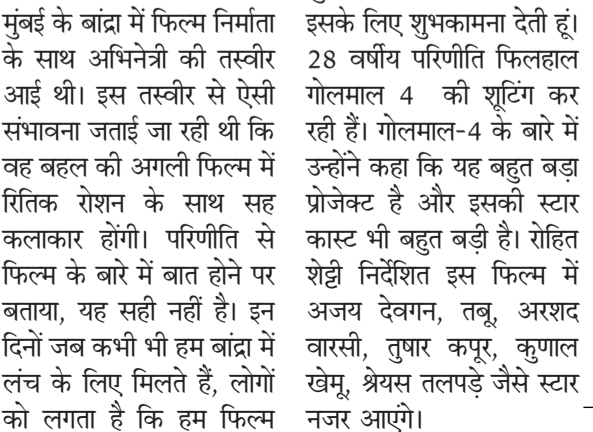 मुंबई के बांद्रा में फिल्म निर्माता
के साथ अभिनेत्री की तस्वीर
आई थी। इस तस्वीर से ऐसी
संभावना जताई जा रही थी कि
वह बहल की अगली फिल्म में
रितिक रोशन के साथ सह
कलाकार होंगी। परिणीति से
फिल्म के बारे में बात होने पर
बताया, यह सही नहीं है। इन
दिनों जब कभी भी हम बांद्रा में
लंच के लिए मिलते हैं, लोगों
को लगता है कि हम फिल्म
इसके लिए शुभकामना देती हूं।
28 वर्षीय परिणीति फिलहाल
गोलमाल 4 की शूटिंग कर
रही हैं। गोलमाल-4 के बारे में
उन्होंने कहा कि यह बहुत बड़ा
प्रोजेक्ट है और इसकी स्टार
कास्ट भी बहुत बड़ी है। रोहित
शेट्टी निर्देशित इस फिल्म में
अजय देवगन, तबू, अरशद
वारसी, तुषार कपूर, कुणाल
खेमू, श्रेयस तलपड़े जैसे स्टार
नजर आएंगे।